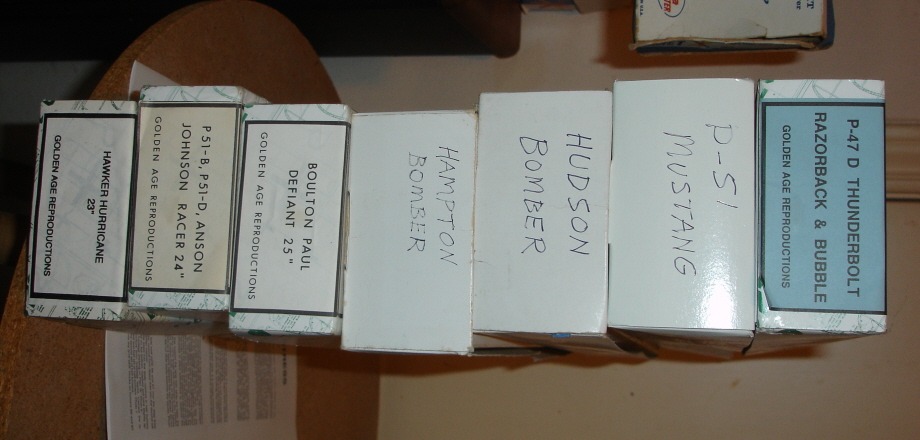 HAWKER HURRICANE
23"
GOLDEN AGE REPRODUCTIONS
P51-B, P51-D, ANSON
JOHNSON RACER 24"
GOLDEN AGE REPRODUCTIONS
BOULTON PAUL
DEFIANT 25"
GOLDEN AGE REPRODUCTIONS
HAMPTON
BOMBER
HUDSON
BOMBER
P-51
MUSTANG
P-47 D THUNDERBOLT
RAZORBACK & BUBBLE
GOLDEN AGE REPRODUCTIONS